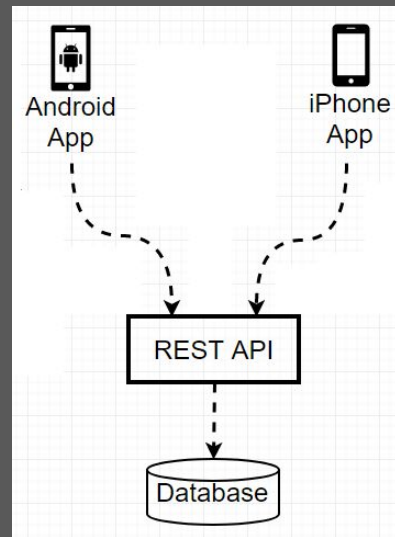 Android
App
iPhone
App
REST API
Database